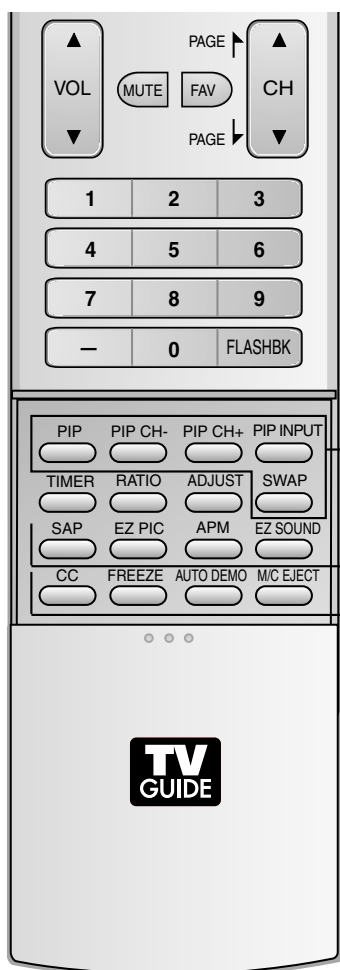 PAGE
VOL MUTE FAV CH
PAGE
1 2 3
4 5 6
7 8 9
– 0 FLASHBK
PIP PIP CH- PIP CH+ PIP INPUT
TIMER RATIO ADJUST SWAP
SAP EZ PIC APM EZ SOUND
CC FREEZE AUTO DEMO M/C EJECT
TV
GUIDE